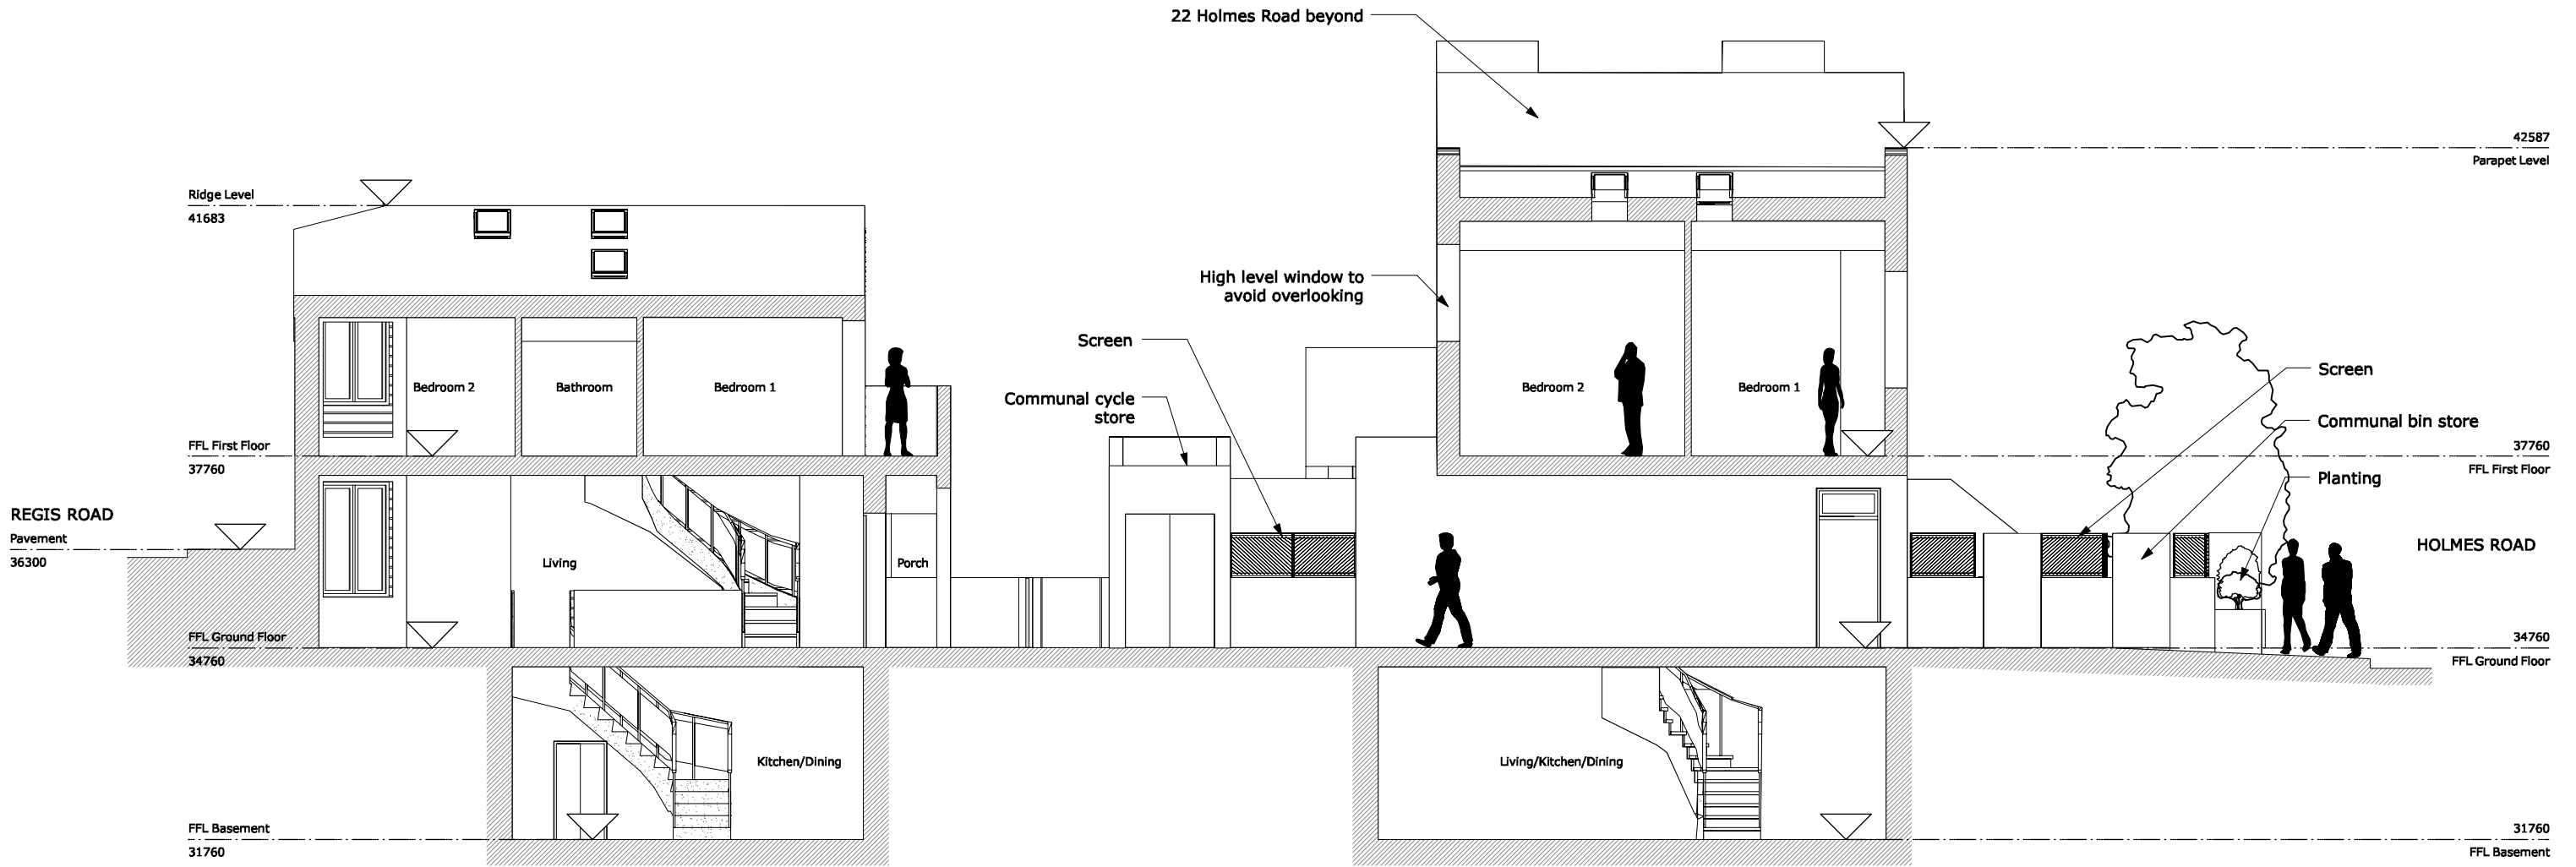 22 Holmes Road beyond
42587
Parapet Level
Ridge Level
41683
High level window to
avoid overlooking
Screen
Communal cycle
store
Screen
Communal bin store
Planting
Bedroom 2
Bathroom
Bedroom 1
Bedroom 2
Bedroom 1
FFL First Floor
37760
37760
FFL First Floor
REGIS ROAD
Pavement
36300
Living
Porch
HOLMES ROAD
FFL Ground Floor
34760
34760
FFL Ground Floor
Kitchen/Dining
Living/Kitchen/Dining
FFL Basement
31760
31760
FFL Basement